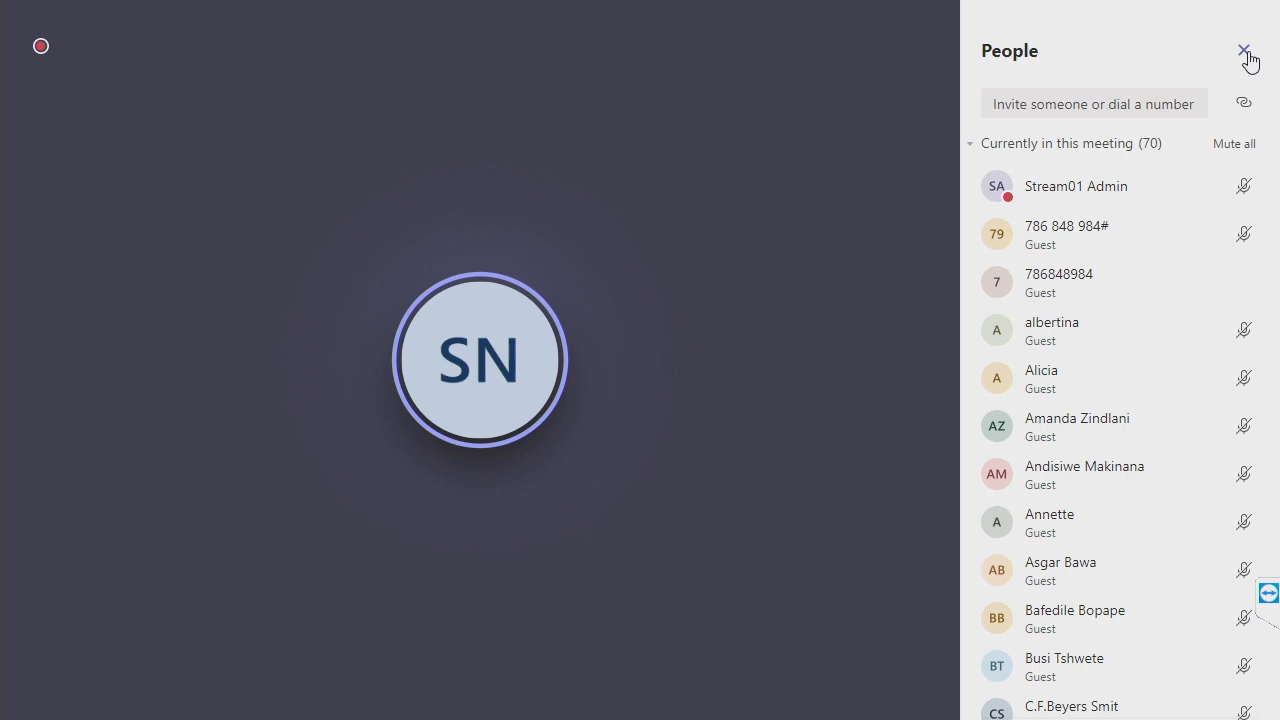 People
Invite someone or dial a number
Currently in this meeting (70)
Mute all
SA
Stream01 Admin
79
786 848 984#
Guest
7
786848984
Guest
A
albertina
Guest
A
Alicia
Guest
AZ
Amanda Zindlani
Guest
AM
Andisiwe Makinana
Guest
A
Annette
Guest
AB
Asgar Bawa
Guest
BB
Bafedile Bopape
Guest
BT
Busi Tshwete
Guest
CS
C.F.Beyers Smit
SN